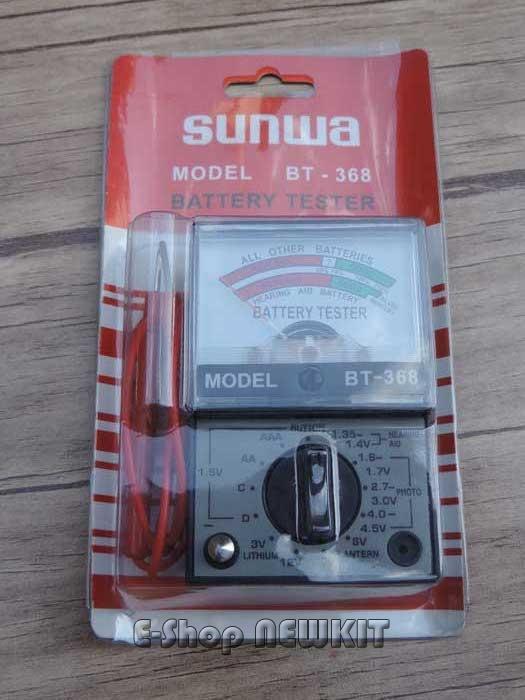 sunwa
MODEL BT - 368
BATTERY TESTER
ALL OTHER BATTERIES
HEARING AID BATTERY
BATTERY TESTER
MODEL BT-368
BUTTON
AAA
1.35~
1.4V
HEARING
AID
AA
1.6~
1.7V
1.5V
C
2.7~
3.0V
PHOTO
D
4.0~
4.5V
3V
LITHIUM
6V
LANTERN
12V
E-Shop NEWKIT